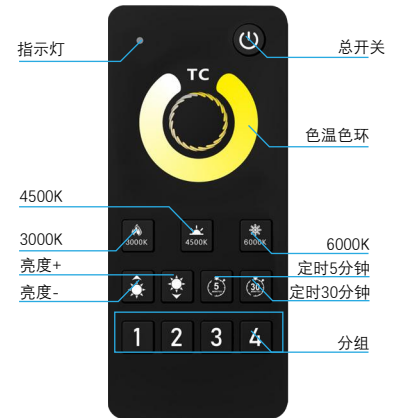 指示灯
总开关
TC
色温色环
4500K
3000K
3000K
4500K
6000K
6000K
亮度+
定时5分钟
亮度-
5
30
定时30分钟
1 2 3 4
分组